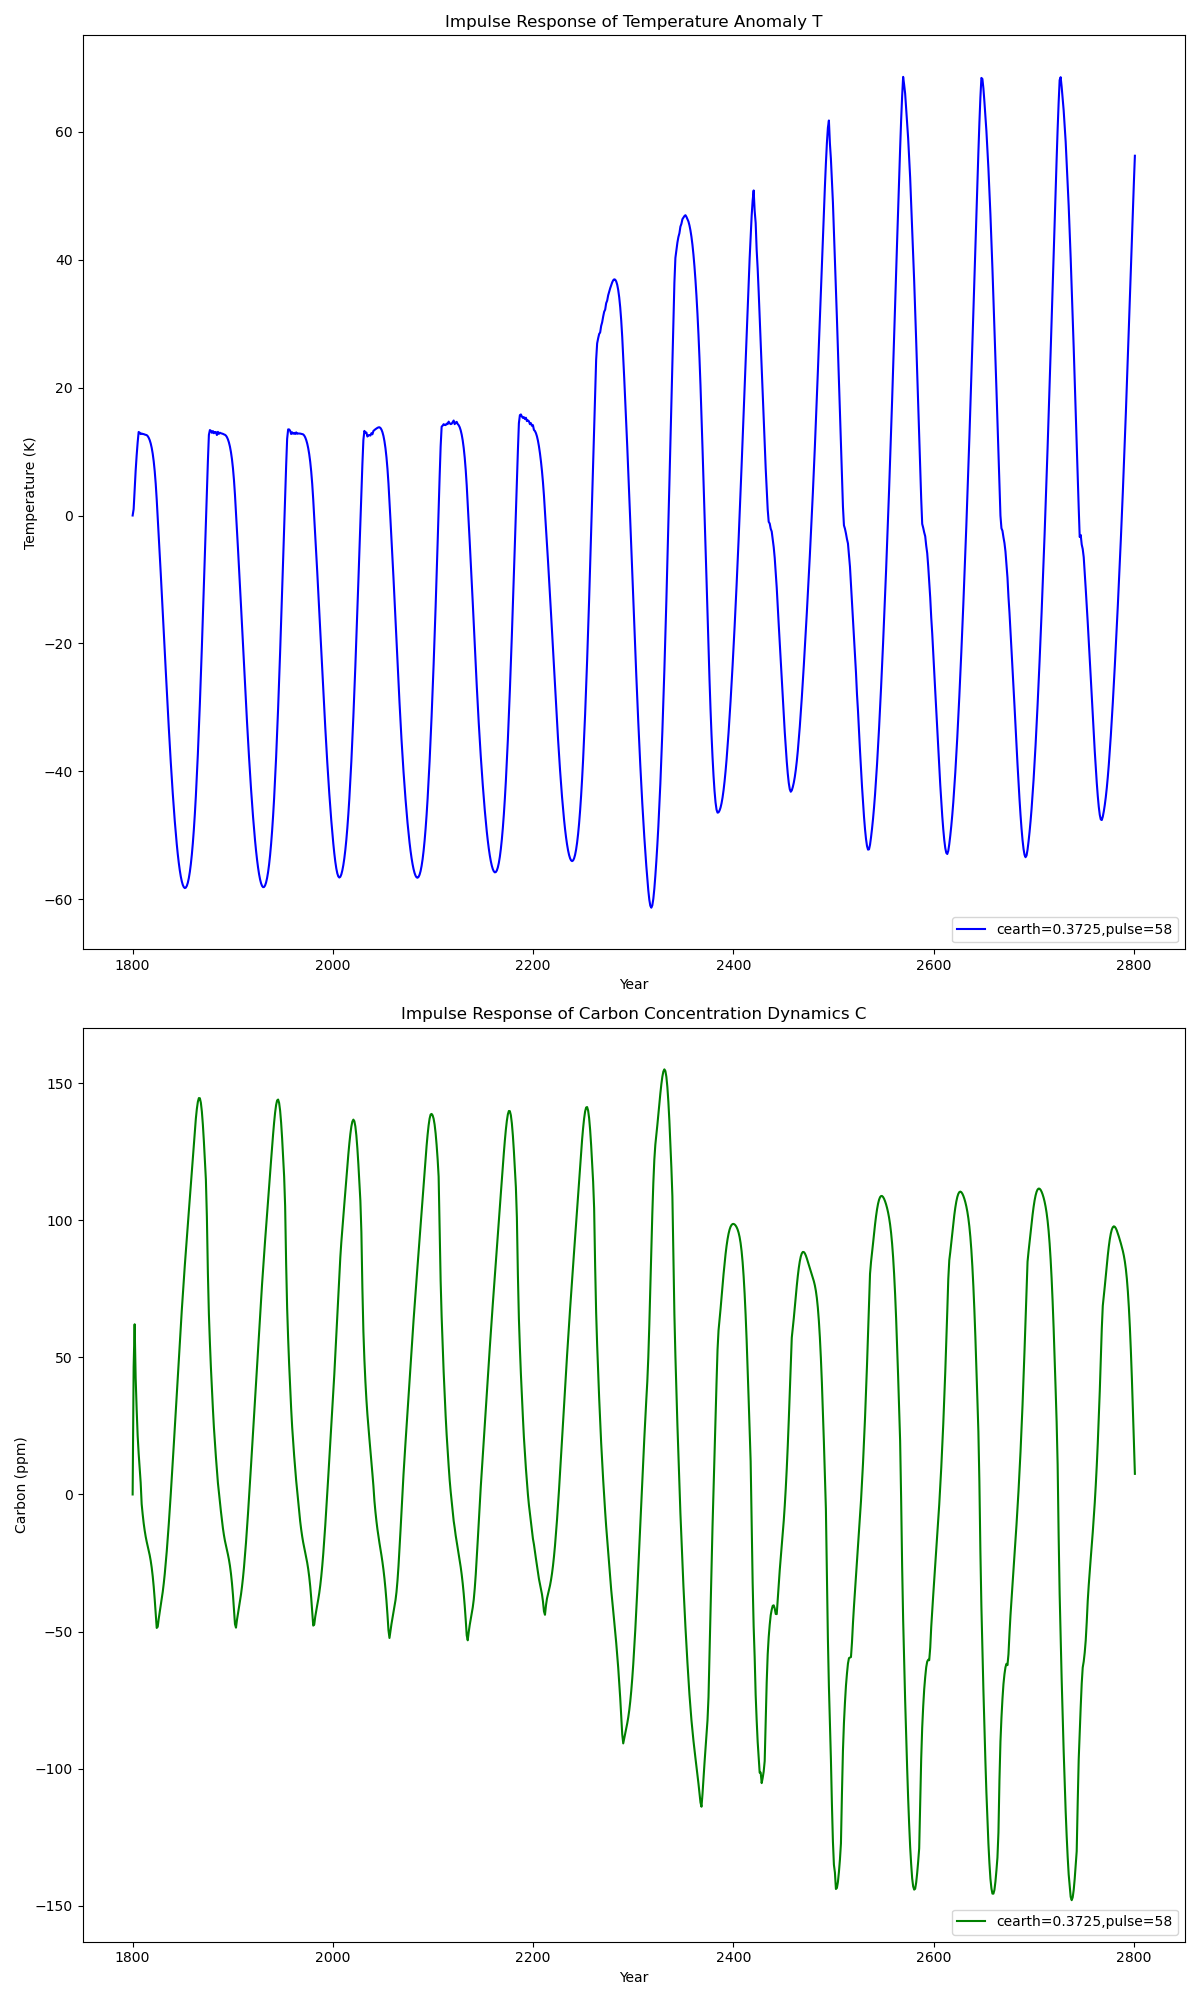 Impulse Response of Temperature Anomaly T
60
40
20
0
−20
−40
−60
Temperature (K)
cearth=0.3725,pulse=58
1800 2000 2200 2400 2600 2800
Year
Impulse Response of Carbon Concentration Dynamics C
150
100
50
0
−50
−100
−150
Carbon (ppm)
cearth=0.3725,pulse=58
1800 2000 2200 2400 2600 2800
Year